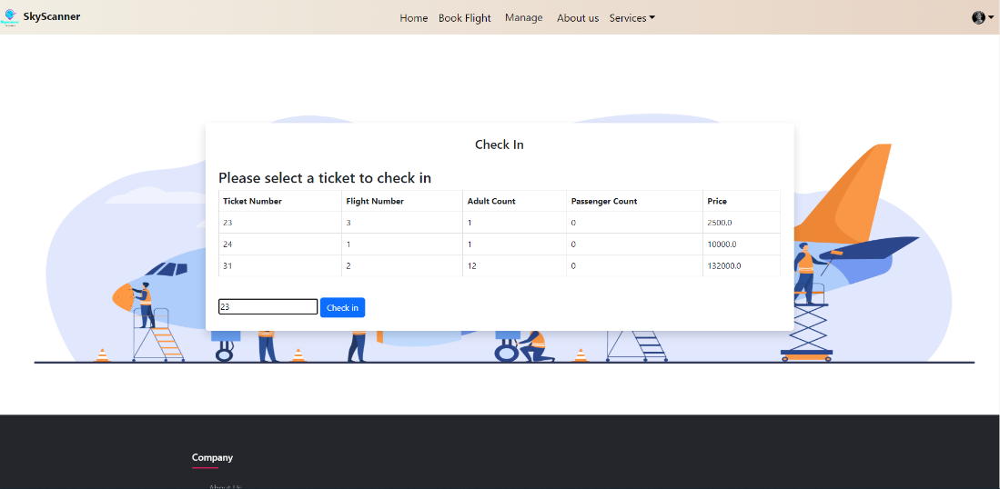 SkyScanner Home Book Flight Manage About us Services
Check In
Please select a ticket to check in
Ticket Number Flight Number Adult Count Passenger Count Price
23 3 1 0 2500.0
24 1 1 0 10000.0
31 2 12 0 132000.0
23 Check in
Company
About Us